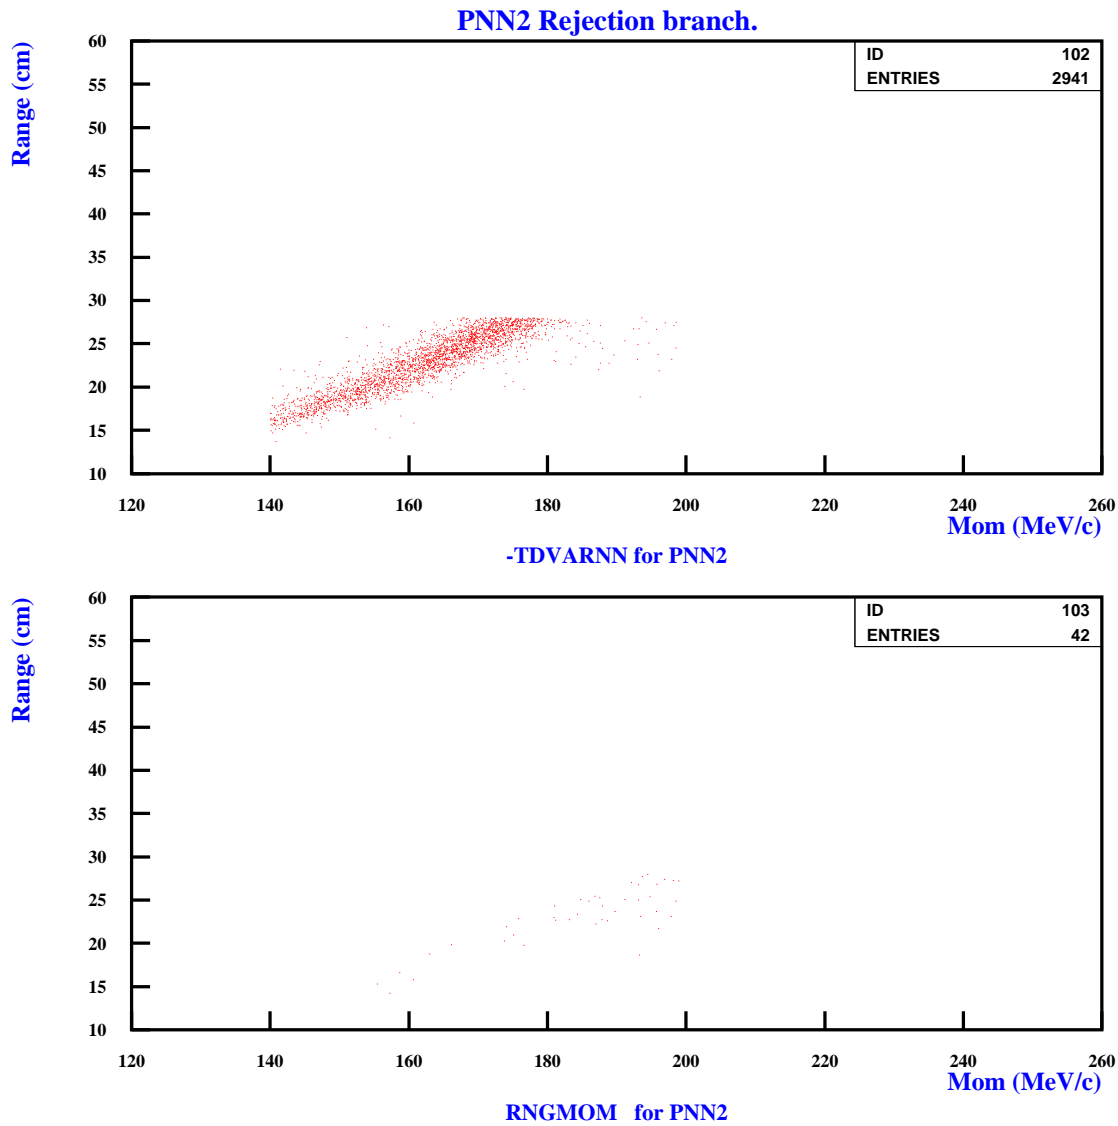 PNN2 Rejection branch.
Range (cm)
60
55
50
45
40
35
30
25
20
15
10
ID 102
ENTRIES 2941
120 140 160 180 200 220 240 260
Mom (MeV/c)
-TDVARNN for PNN2
Range (cm)
60
55
50
45
40
35
30
25
20
15
10
ID 103
ENTRIES 42
120 140 160 180 200 220 240 260
Mom (MeV/c)
RNGMOM for PNN2